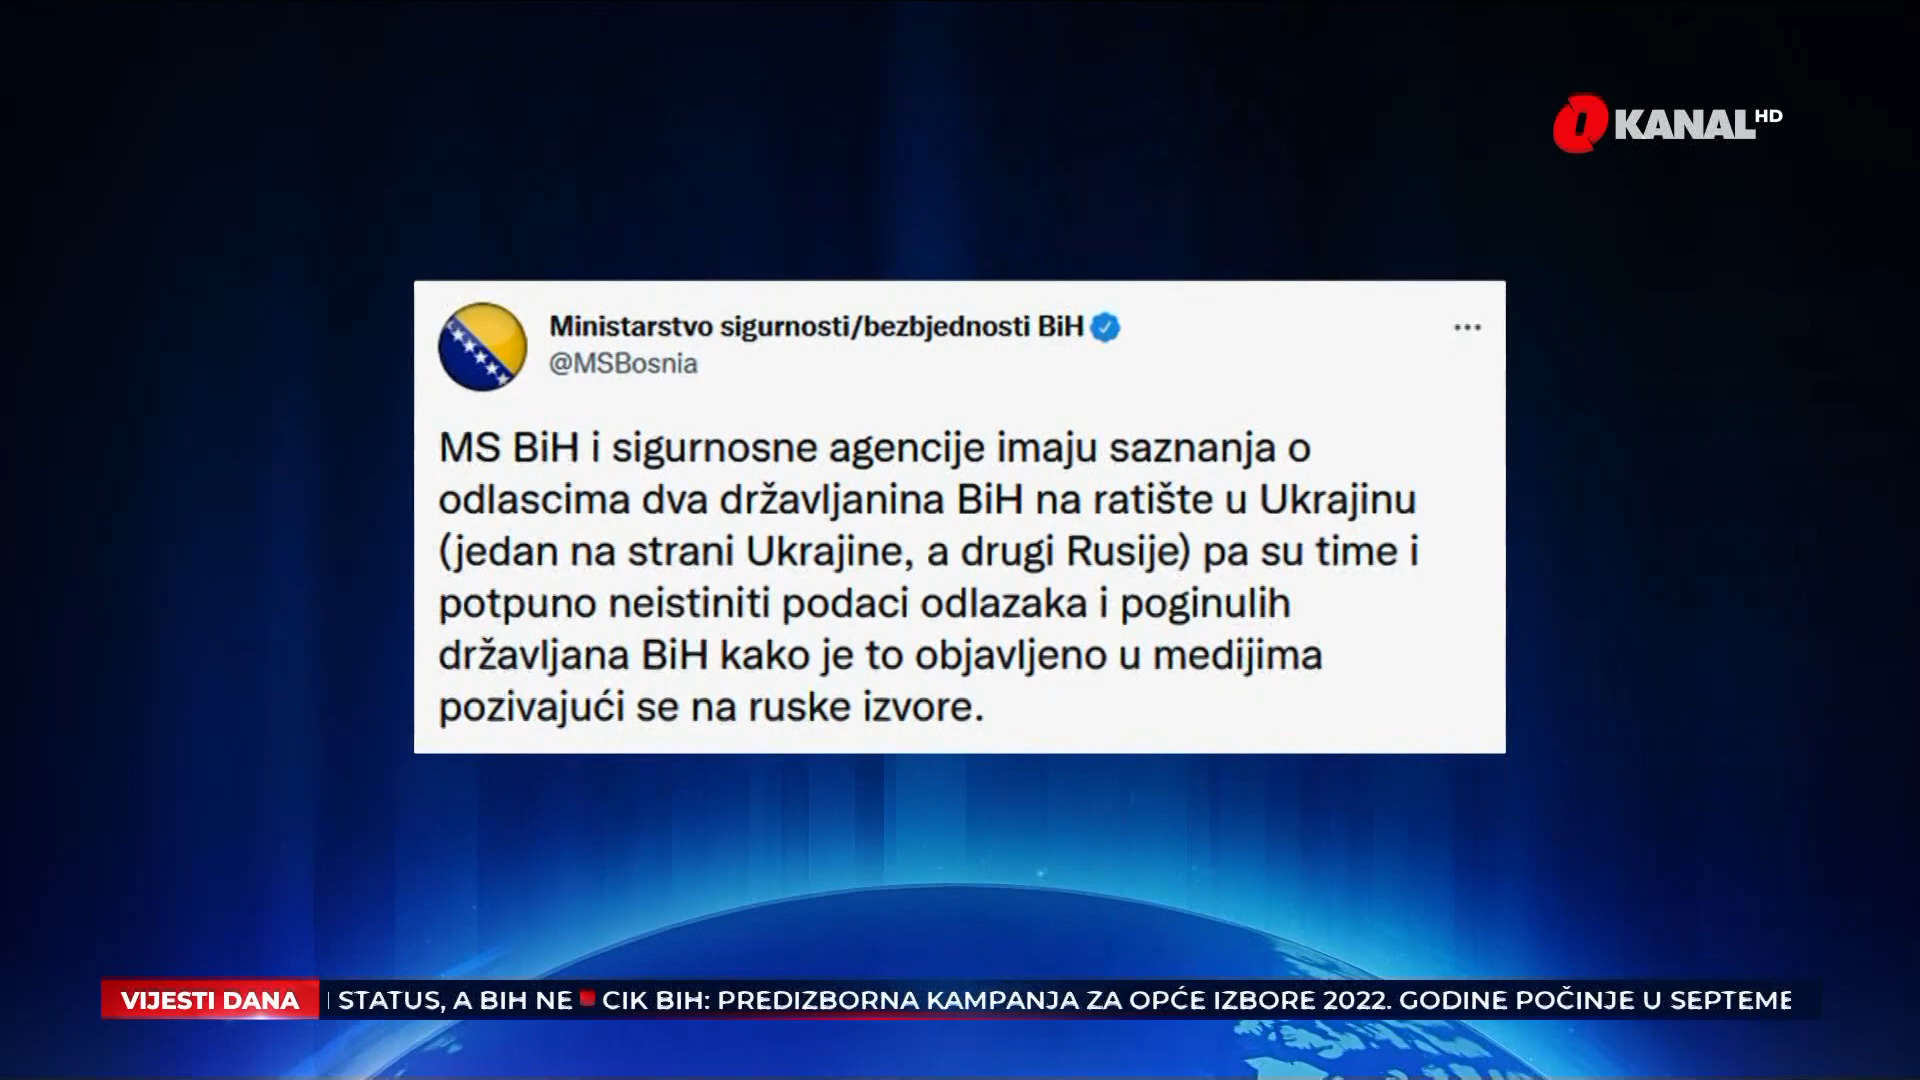 KANAL HD
Ministarstvo sigurnosti/bezbjednosti BiH
@MSBosnia
MS BiH i sigurnosne agencije imaju saznanja o
odlascima dva državljanina BiH na ratište u Ukrajinu
(jedan na strani Ukrajine, a drugi Rusije) pa su time i
potpuno neistiniti podaci odlazaka i poginulih
državljana BiH kako je to objavljeno u medijima
pozivajući se na ruske izvore.
VIJESTI DANA STATUS, A BIH NE CIK BIH: PREDIZBORNA KAMPANJA ZA OPĆE IZBORE 2022. GODINE POČINJE U SEPTEME